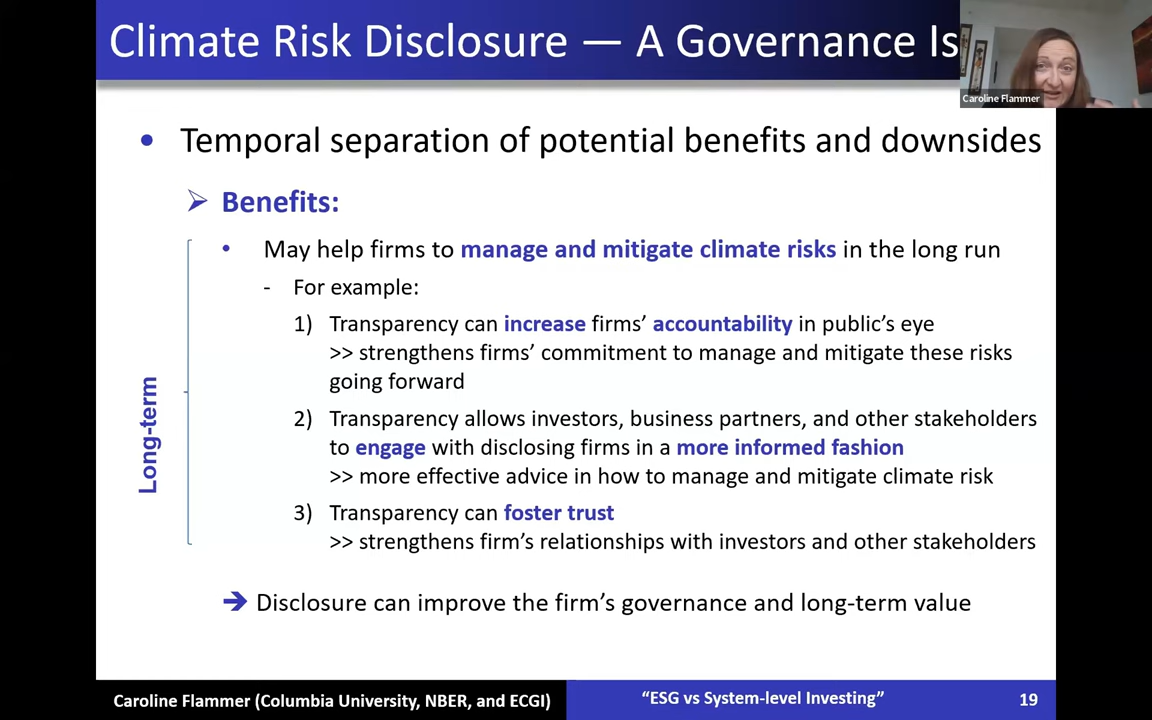 Climate Risk Disclosure — A Governance Is
Caroline Flammer
• Temporal separation of potential benefits and downsides
➢ Benefits:
• May help firms to manage and mitigate climate risks in the long run
- For example:
1) Transparency can increase firms’ accountability in public’s eye
>> strengthens firms’ commitment to manage and mitigate these risks
going forward
2) Transparency allows investors, business partners, and other stakeholders
to engage with disclosing firms in a more informed fashion
>> more effective advice in how to manage and mitigate climate risk
3) Transparency can foster trust
>> strengthens firm’s relationships with investors and other stakeholders
Long-term
➔ Disclosure can improve the firm’s governance and long-term value
Caroline Flammer (Columbia University, NBER, and ECGI)
“ESG vs System-level Investing”
19